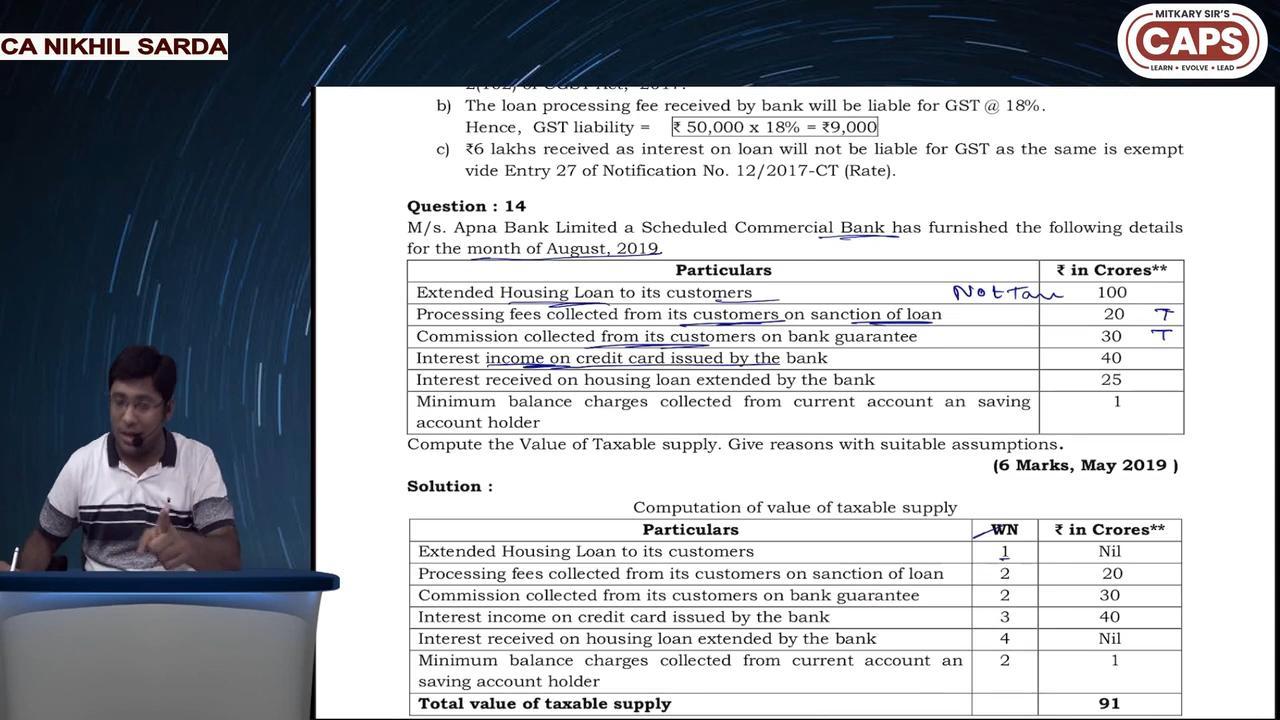 CA NIKHIL SARDA
MITKARY SIR'S
CAPS
LEARN • EVOLVE • LEAD
b) The loan processing fee received by bank will be liable for GST @ 18%.
Hence, GST liability = ₹ 50,000 x 18% = ₹9,000
c) ₹6 lakhs received as interest on loan will not be liable for GST as the same is exempt
vide Entry 27 of Notification No. 12/2017-CT (Rate).
Question : 14
M/s. Apna Bank Limited a Scheduled Commercial Bank has furnished the following details
for the month of August, 2019.
Particulars ₹ in Crores**
Extended Housing Loan to its customers Not Tax 100
Processing fees collected from its customers on sanction of loan 20 T
Commission collected from its customers on bank guarantee 30 T
Interest income on credit card issued by the bank 40
Interest received on housing loan extended by the bank 25
Minimum balance charges collected from current account an saving 1
account holder
Compute the Value of Taxable supply. Give reasons with suitable assumptions.
(6 Marks, May 2019 )
Solution :
Computation of value of taxable supply
Particulars WN ₹ in Crores**
Extended Housing Loan to its customers 1 Nil
Processing fees collected from its customers on sanction of loan 2 20
Commission collected from its customers on bank guarantee 2 30
Interest income on credit card issued by the bank 3 40
Interest received on housing loan extended by the bank 4 Nil
Minimum balance charges collected from current account an 2 1
saving account holder
Total value of taxable supply 91